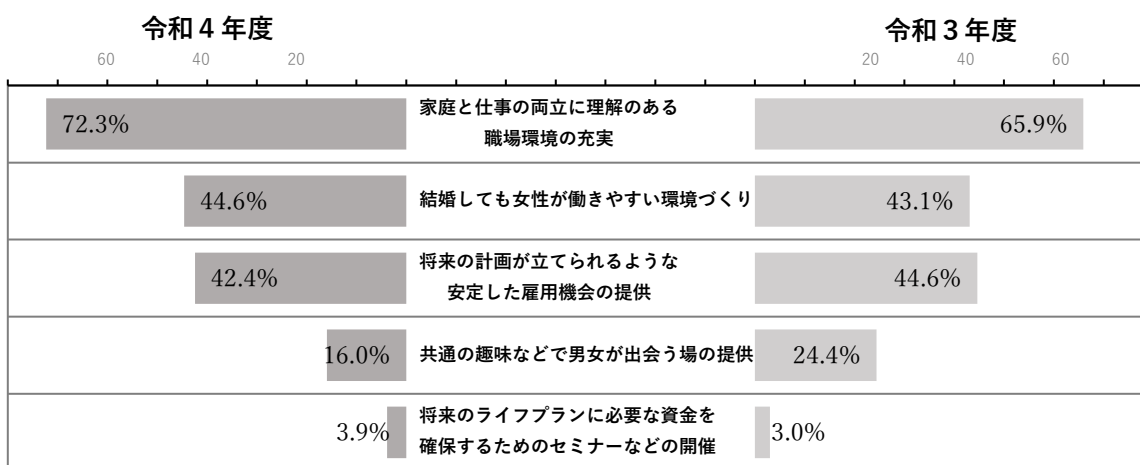 令和４年度
令和３年度
60 40 20
20 40 60
72.3%
家庭と仕事の両立に理解のある
職場環境の充実
65.9%
44.6%
結婚しても女性が働きやすい環境づくり
43.1%
42.4%
将来の計画が立てられるような
安定した雇用機会の提供
44.6%
16.0%
共通の趣味などで男女が出会う場の提供
24.4%
3.9%
将来のライフプランに必要な資金を
確保するためのセミナーなどの開催
3.0%